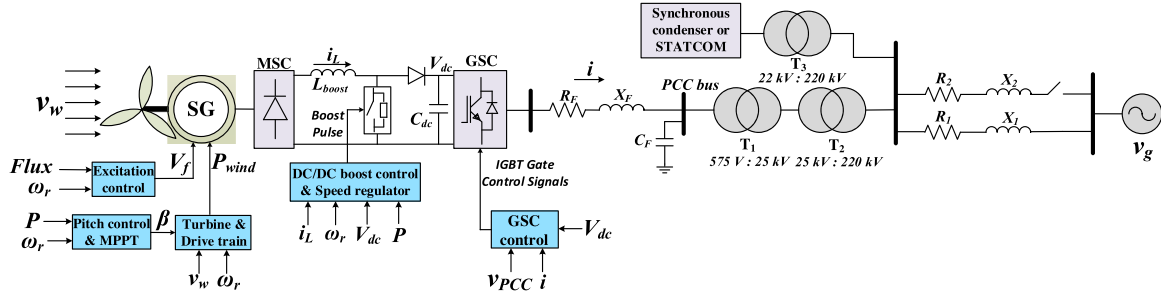 Synchronous
condenser or
STATCOM
T3
22 kV : 220 kV
MSC
iL
Lboost
Vdc
GSC
i
RF
XF
PCC bus
R2
X2
vw
SG
Boost
Pulse
Cdc
CF
T1
T2
575 V : 25 kV
25 kV : 220 kV
R1
X1
vg
Vf
Pwind
IGBT Gate
Control Signals
Flux
ωr
Excitation
control
DC/DC boost control
& Speed regulator
P
ωr
Pitch control
& MPPT
β
Turbine &
Drive train
iL
ωr
Vdc
P
GSC
control
Vdc
vw
ωr
vPCC
i